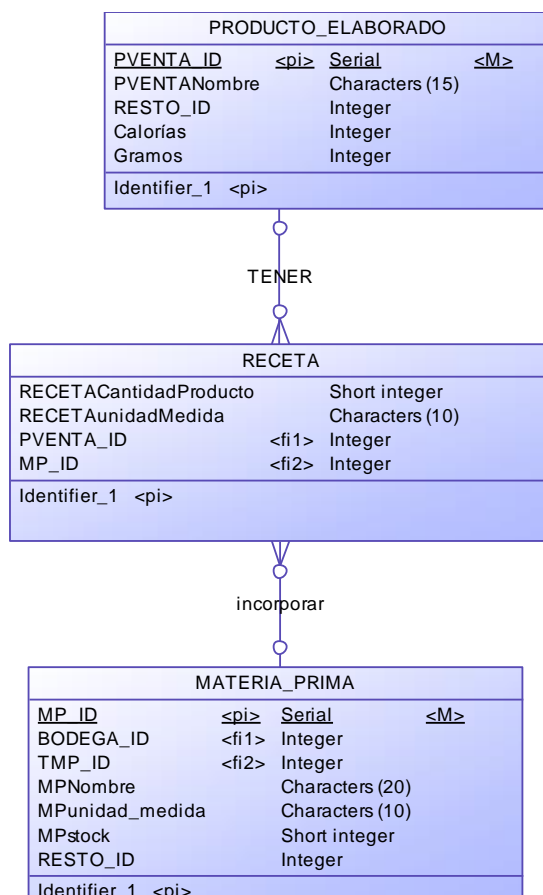 PRODUCTO_ELABORADO
PVENTA_ID <pi> Serial <M>
PVENTANombre Characters (15)
RESTO_ID Integer
Calorías Integer
Gramos Integer
Identifier_1 <pi>
TENER
RECETA
RECETACantidadProducto Short integer
RECETAunidadMedida Characters (10)
PVENTA_ID <fi1> Integer
MP_ID <fi2> Integer
Identifier_1 <pi>
incorporar
MATERIA_PRIMA
MP_ID <pi> Serial <M>
BODEGA_ID <fi1> Integer
TMP_ID <fi2> Integer
MPNombre Characters (20)
MPunidad_medida Characters (10)
MPstock Short integer
RESTO_ID Integer
Identifier_1 <pi>